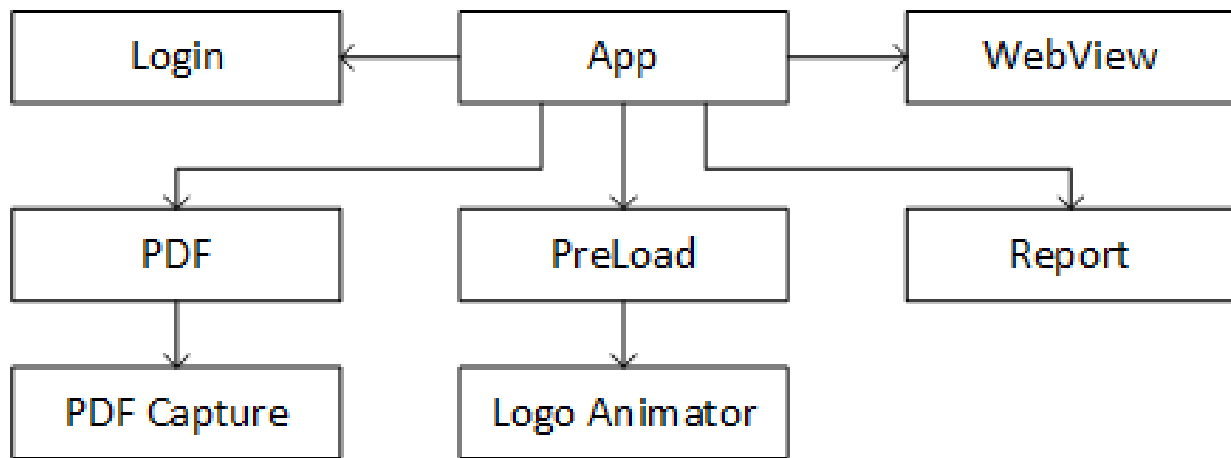 Login
App
WebView
PDF
PreLoad
Report
PDF Capture
Logo Animator